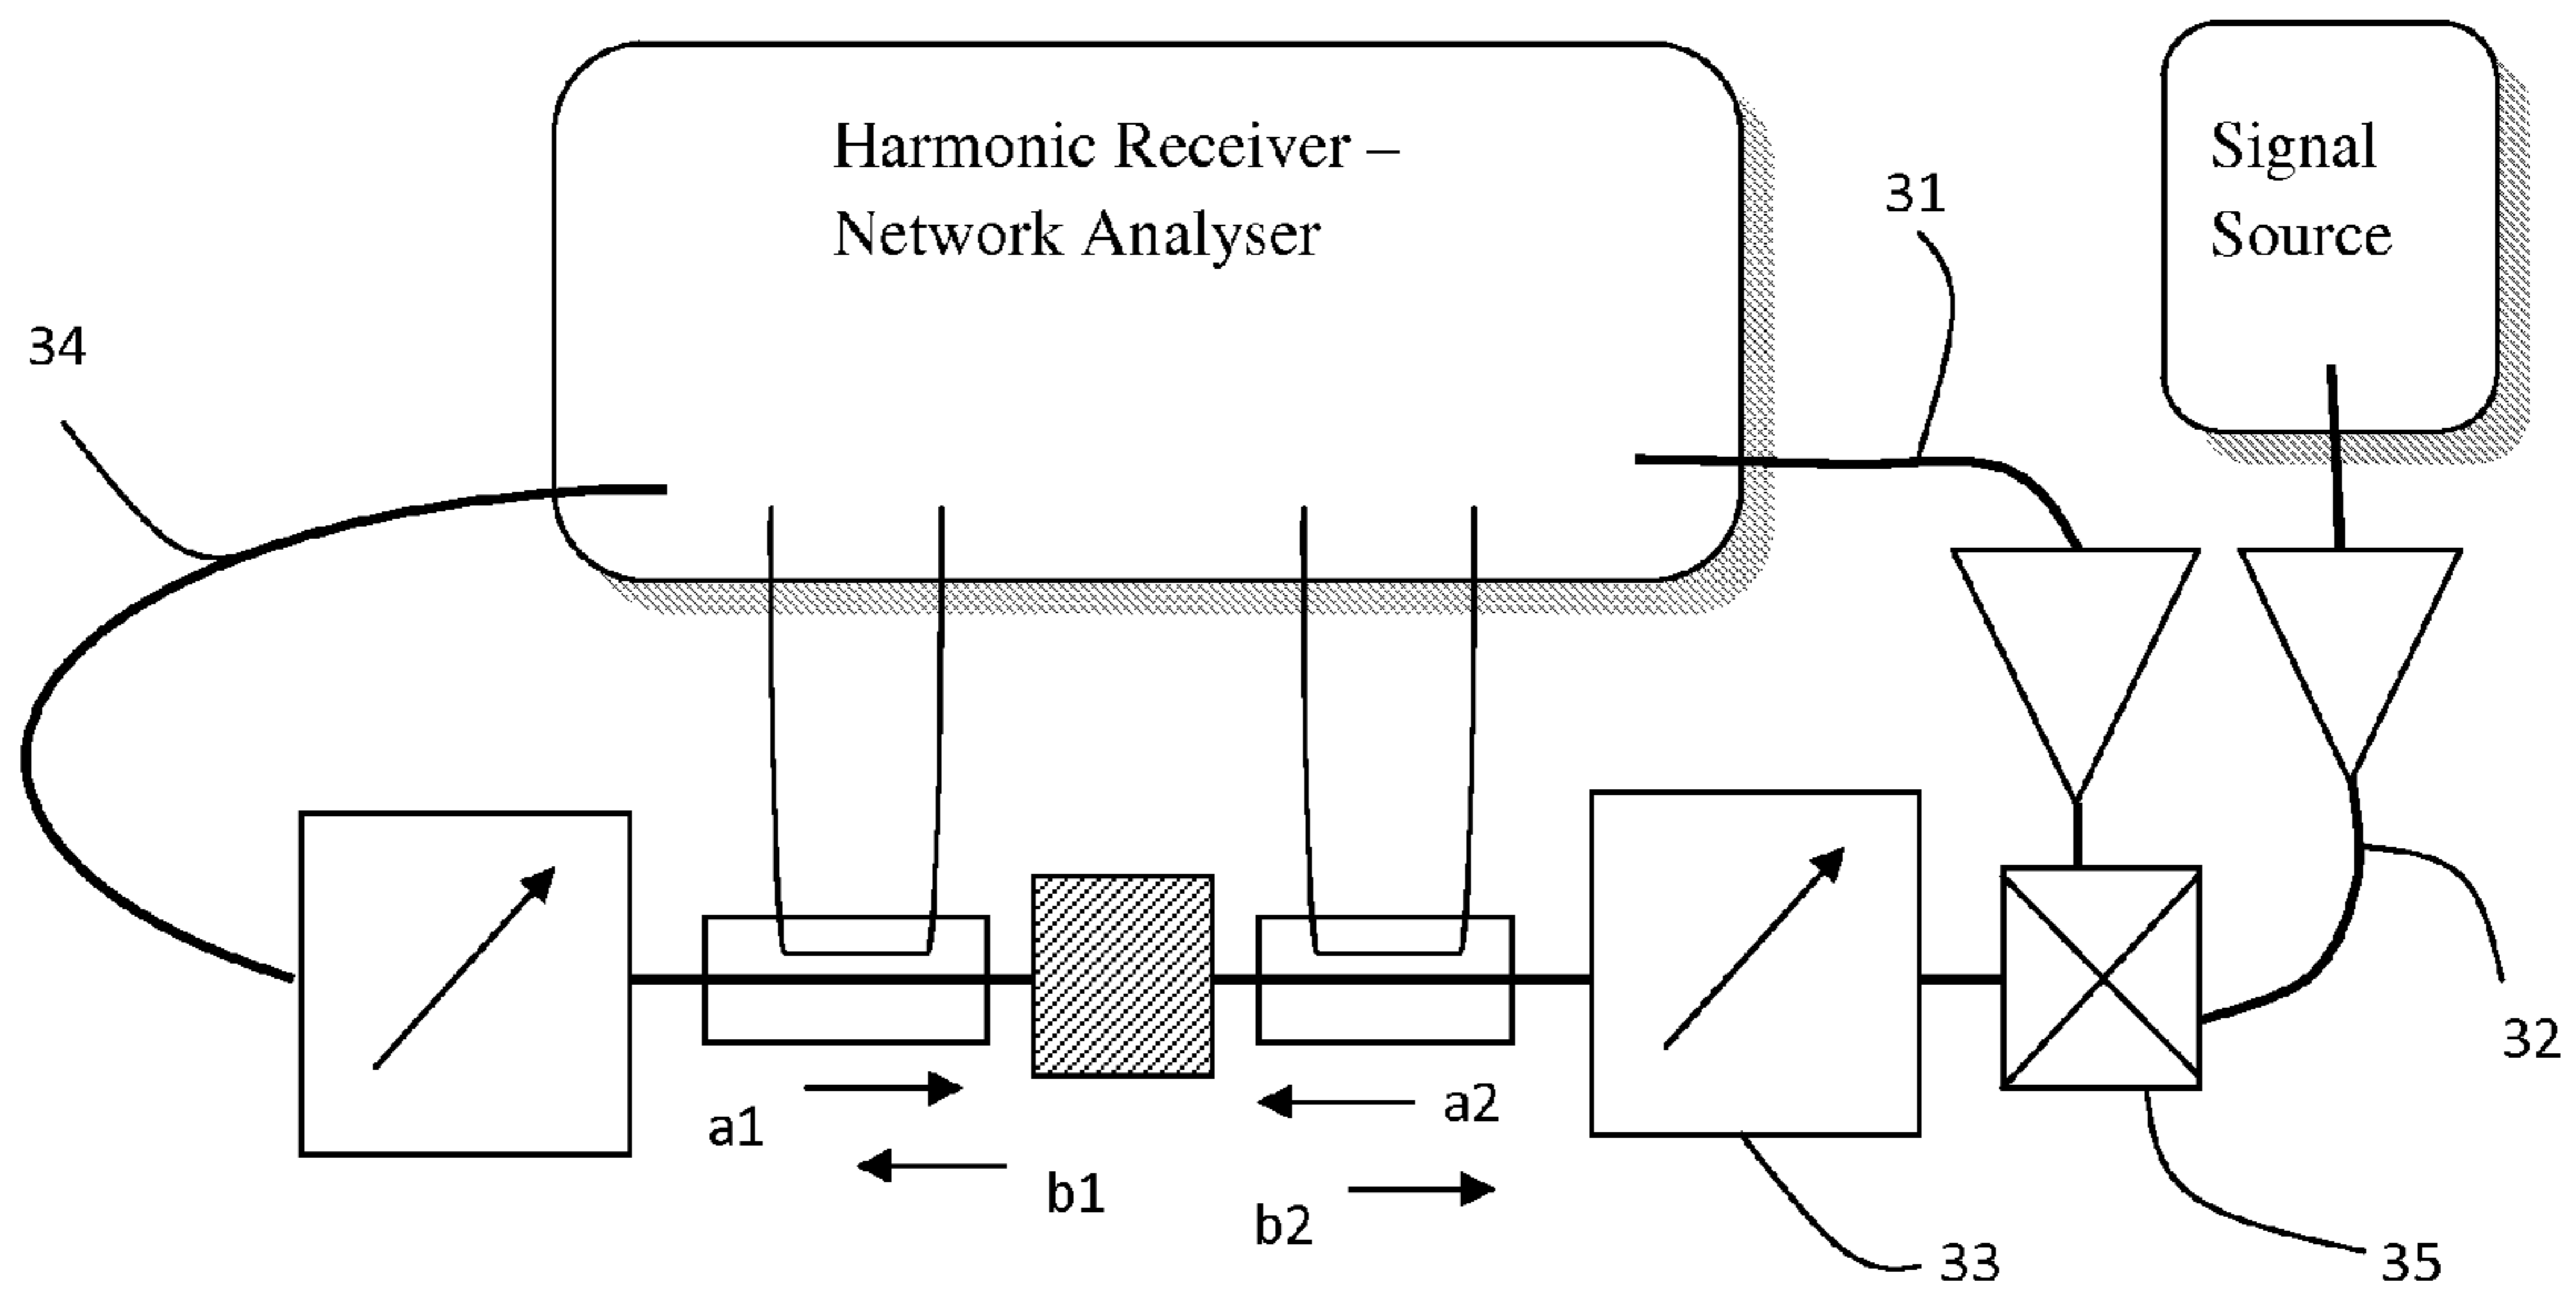 Harmonic Receiver –
Network Analyser
Signal
Source
31
34
32
a1
a2
b1
b2
33
35